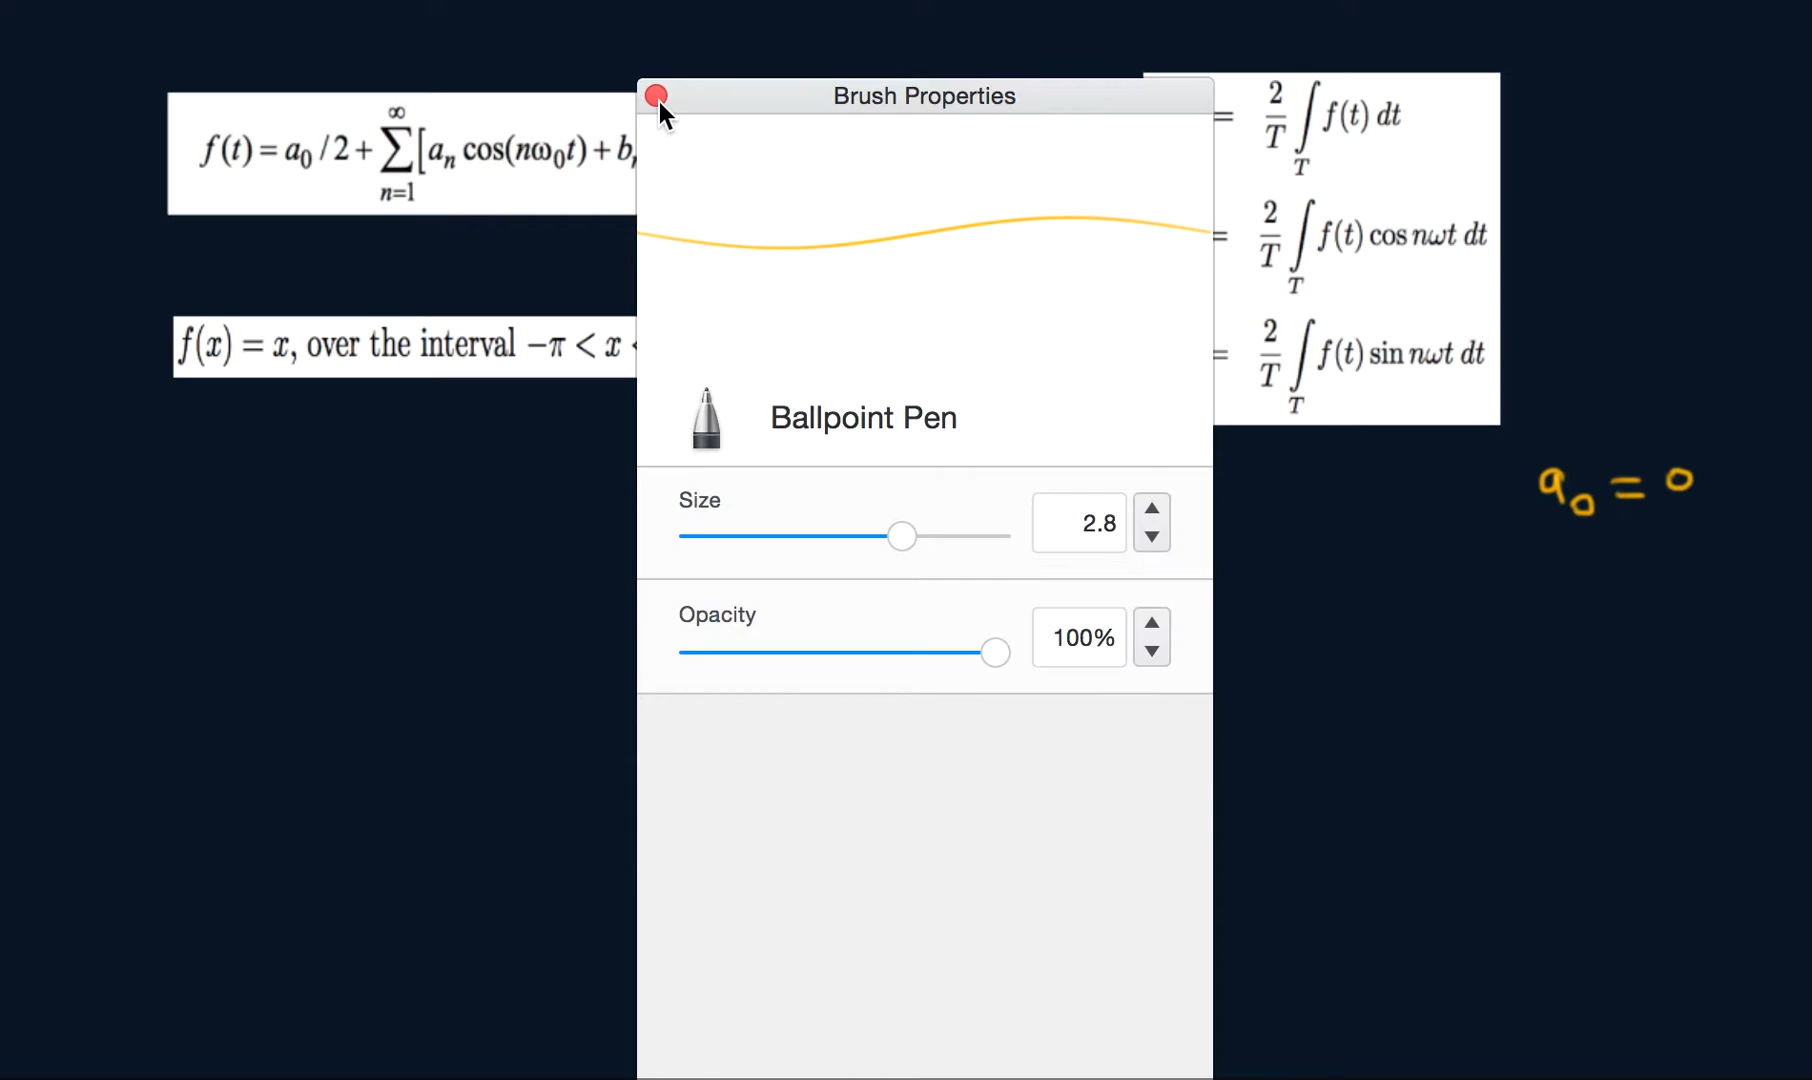 Brush Properties
f(t) = a₀ /2 + ∑[aₙ cos(nω₀t) + b
∞
n=1
= 2/T ∫ f(t) dt
T
= 2/T ∫ f(t) cos nωt dt
T
f(x) = x, over the interval −π < x <
= 2/T ∫ f(t) sin nωt dt
T
Ballpoint Pen
a₀ = 0
Size
2.8
Opacity
100%